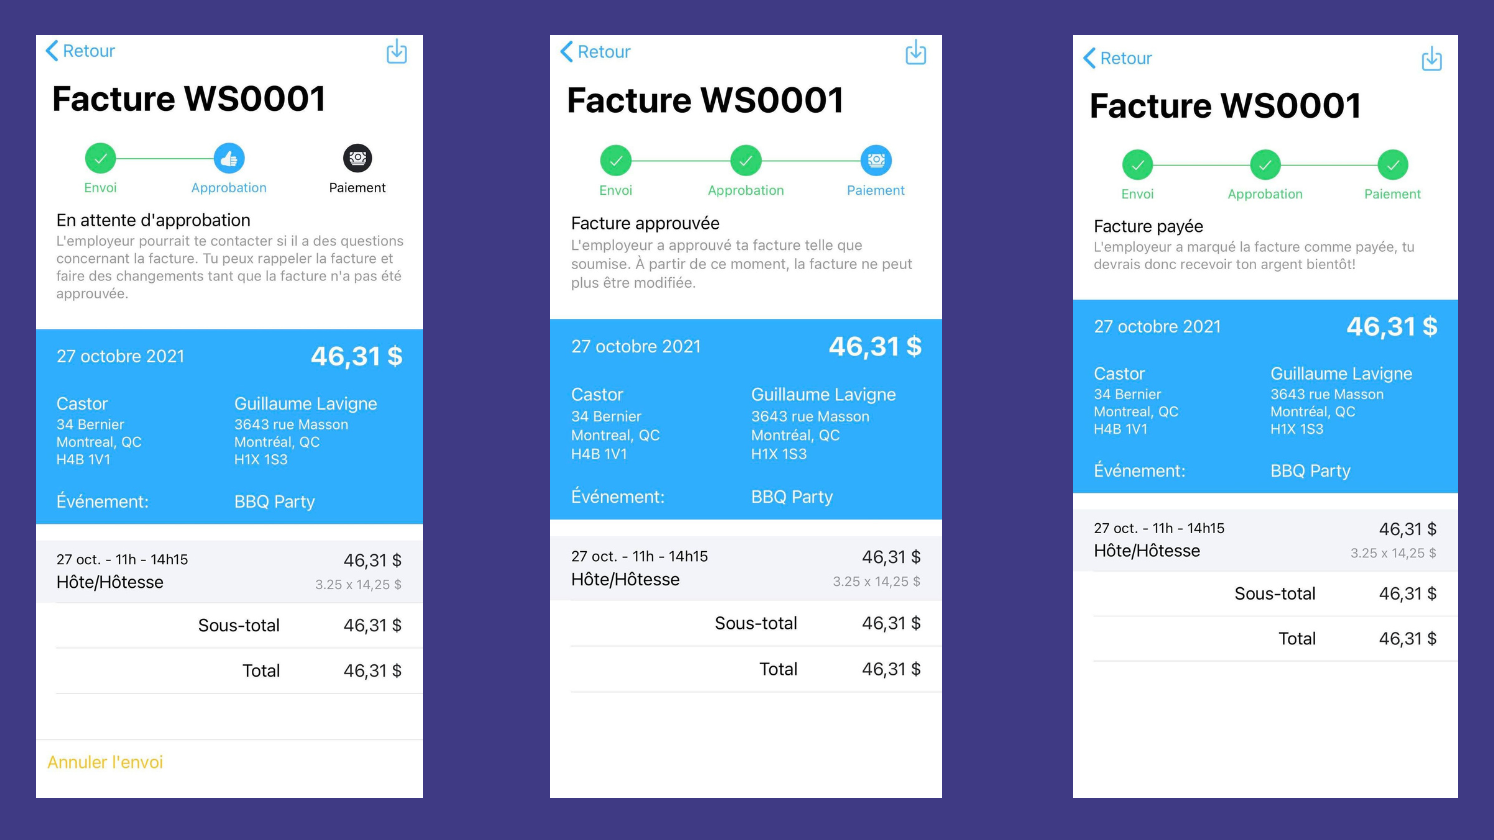 Retour
Facture WS0001
Envoi Approbation Paiement
En attente d'approbation
L'employeur pourrait te contacter si il a des questions
concernant la facture. Tu peux rappeler la facture et
faire des changements tant que la facture n'a pas été
approuvée.
27 octobre 2021 46,31 $
Castor Guillaume Lavigne
34 Bernier 3643 rue Masson
Montreal, QC Montréal, QC
H4B 1V1 H1X 1S3
Événement: BBQ Party
27 oct. - 11h - 14h15 46,31 $
Hôte/Hôtesse 3.25 x 14,25 $
Sous-total 46,31 $
Total 46,31 $
Annuler l'envoi
Retour
Facture WS0001
Envoi Approbation Paiement
Facture approuvée
L'employeur a approuvé ta facture telle que
soumise. À partir de ce moment, la facture ne peut
plus être modifiée.
27 octobre 2021 46,31 $
Castor Guillaume Lavigne
34 Bernier 3643 rue Masson
Montreal, QC Montréal, QC
H4B 1V1 H1X 1S3
Événement: BBQ Party
27 oct. - 11h - 14h15 46,31 $
Hôte/Hôtesse 3.25 x 14,25 $
Sous-total 46,31 $
Total 46,31 $
Retour
Facture WS0001
Envoi Approbation Paiement
Facture payée
L'employeur a marqué la facture comme payée, tu
devrais donc recevoir ton argent bientôt!
27 octobre 2021 46,31 $
Castor Guillaume Lavigne
34 Bernier 3643 rue Masson
Montreal, QC Montréal, QC
H4B 1V1 H1X 1S3
Événement: BBQ Party
27 oct. - 11h - 14h15 46,31 $
Hôte/Hôtesse 3.25 x 14,25 $
Sous-total 46,31 $
Total 46,31 $